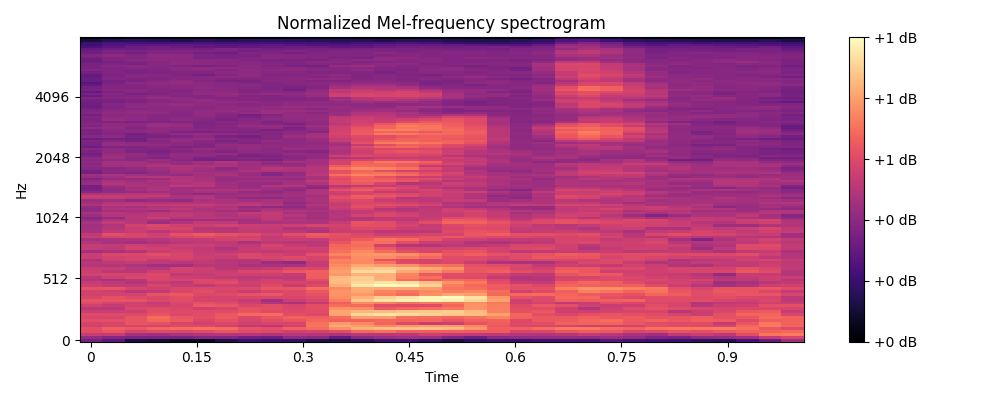 Normalized Mel-frequency spectrogram
Hz
4096
2048
1024
512
0
0 0.15 0.3 0.45 0.6 0.75 0.9
Time
+1 dB
+1 dB
+1 dB
+0 dB
+0 dB
+0 dB